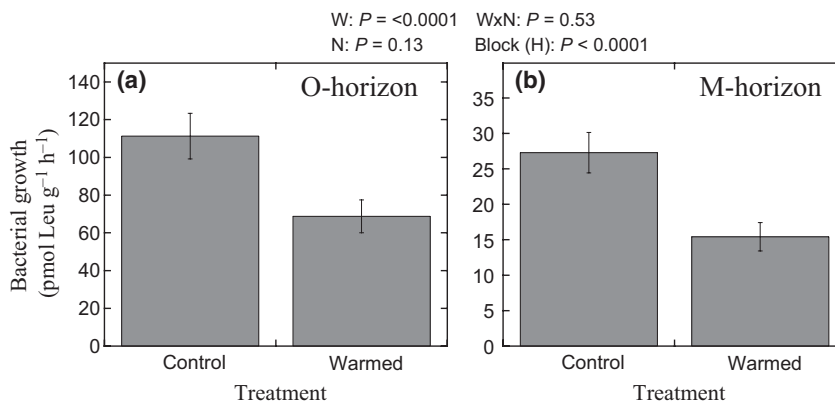 W: P = <0.0001 WxN: P = 0.53
N: P = 0.13 Block (H): P < 0.0001
(a) O-horizon
Bacterial growth
(pmol Leu g⁻¹ h⁻¹)
140
120
100
80
60
40
20
0
Control Warmed
Treatment
(b) M-horizon
35
30
25
20
15
10
5
0
Control Warmed
Treatment